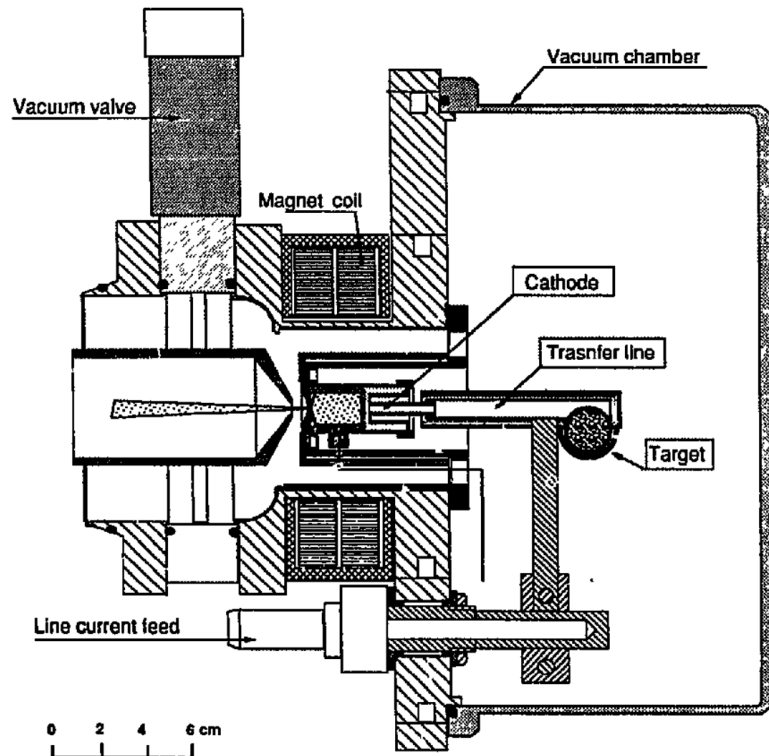 Vacuum chamber
Vacuum valve
Magnet coil
Cathode
Trasnfer line
Target
Line current feed
0 2 4 6 cm